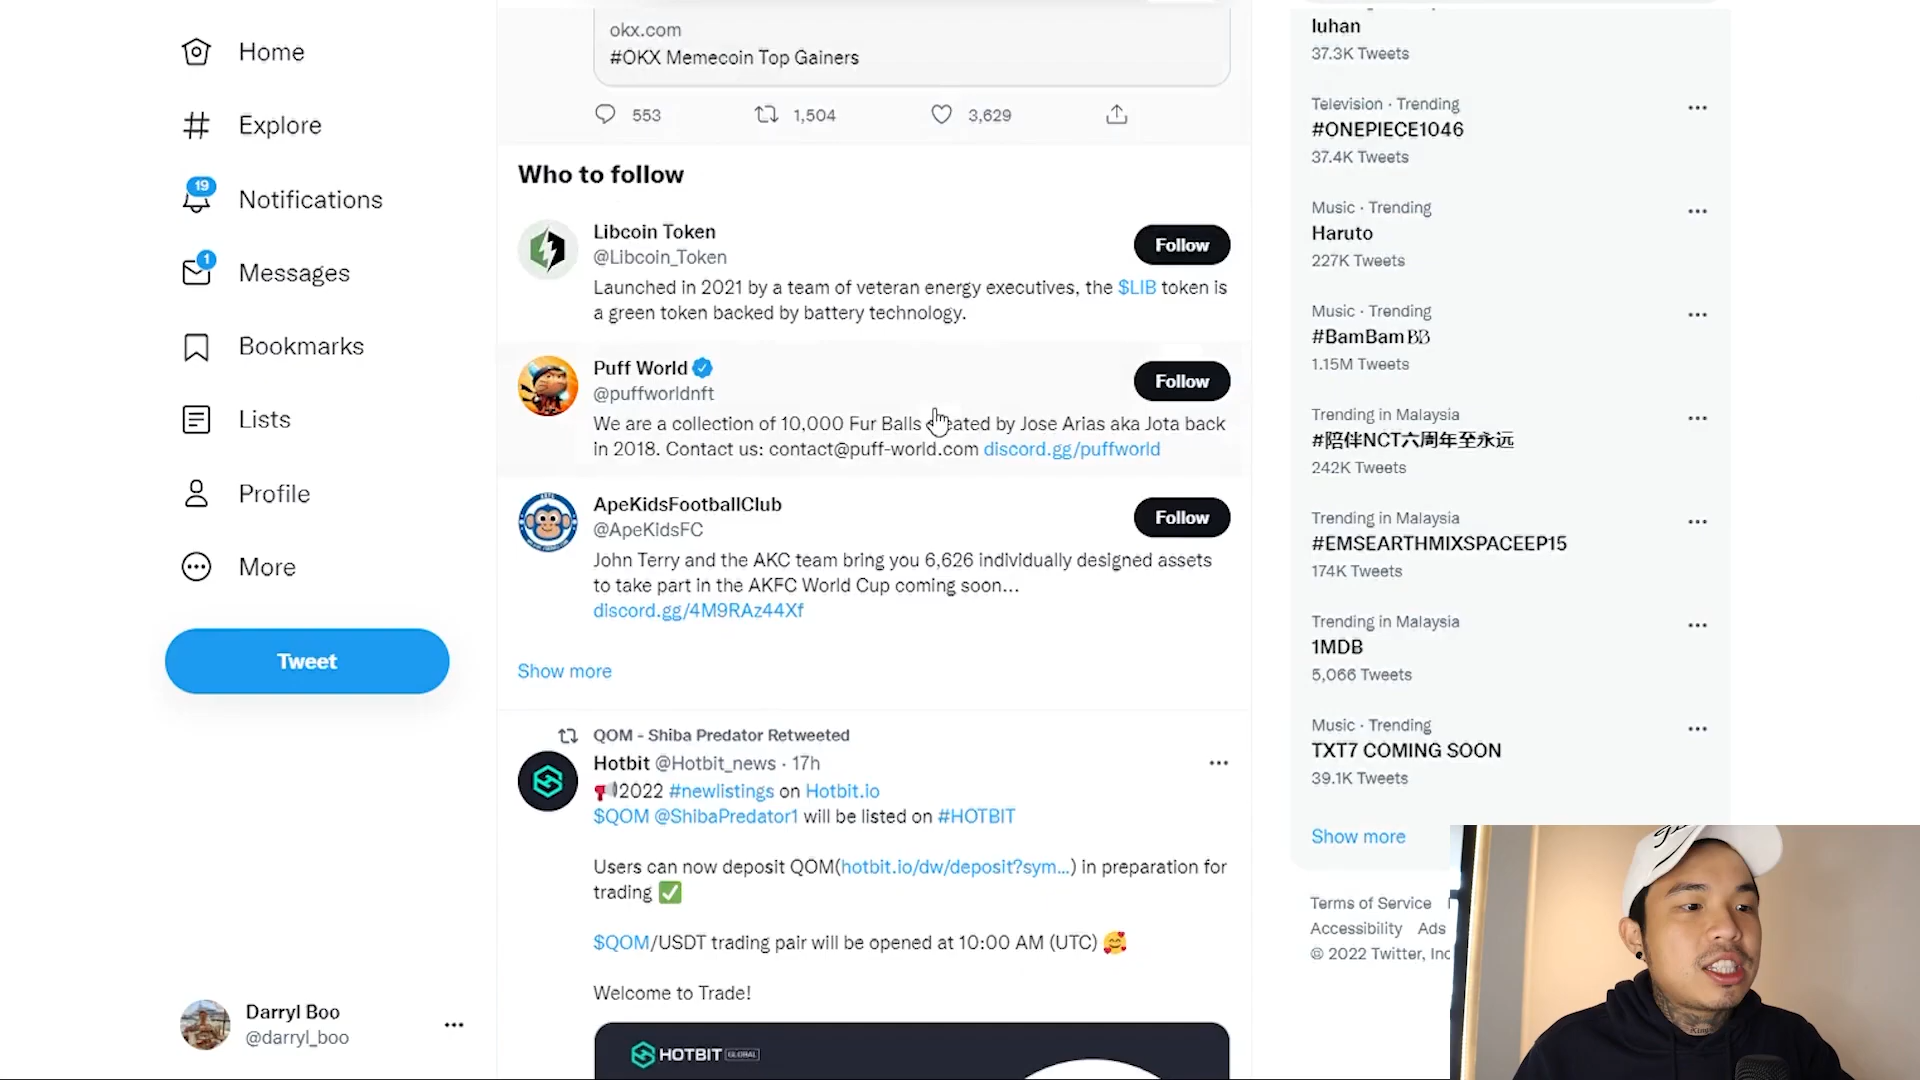 Home
Explore
19
Notifications
1
Messages
Bookmarks
Lists
Profile
More
Tweet
Darryl Boo
@darryl_boo
okx.com
#OKX Memecoin Top Gainers
553 1,504 3,629
Who to follow
Libcoin Token
@Libcoin_Token
Follow
Launched in 2021 by a team of veteran energy executives, the $LIB token is
a green token backed by battery technology.
Puff World
@puffworldnft
Follow
We are a collection of 10,000 Fur Balls created by Jose Arias aka Jota back
in 2018. Contact us: contact@puff-world.com discord.gg/puffworld
ApeKidsFootballClub
@ApeKidsFC
Follow
John Terry and the AKC team bring you 6,626 individually designed assets
to take part in the AKFC World Cup coming soon...
discord.gg/4M9RAz44Xf
Show more
QOM - Shiba Predator Retweeted
Hotbit @Hotbit_news · 17h
📢2022 #newlistings on Hotbit.io
$QOM @ShibaPredator1 will be listed on #HOTBIT
Users can now deposit QOM(hotbit.io/dw/deposit?sym...) in preparation for
trading ✅
$QOM/USDT trading pair will be opened at 10:00 AM (UTC) 🥰
Welcome to Trade!
HOTBIT GLOBAL
luhan
37.3K Tweets
Television · Trending
#ONEPIECE1046
37.4K Tweets
Music · Trending
Haruto
227K Tweets
Music · Trending
#BamBamBB
1.15M Tweets
Trending in Malaysia
#陪伴NCT六周年至永远
242K Tweets
Trending in Malaysia
#EMSEARTHMIXSPACEEP15
174K Tweets
Trending in Malaysia
1MDB
5,066 Tweets
Music · Trending
TXT7 COMING SOON
39.1K Tweets
Show more
Terms of Service
Accessibility Ads
© 2022 Twitter, Inc